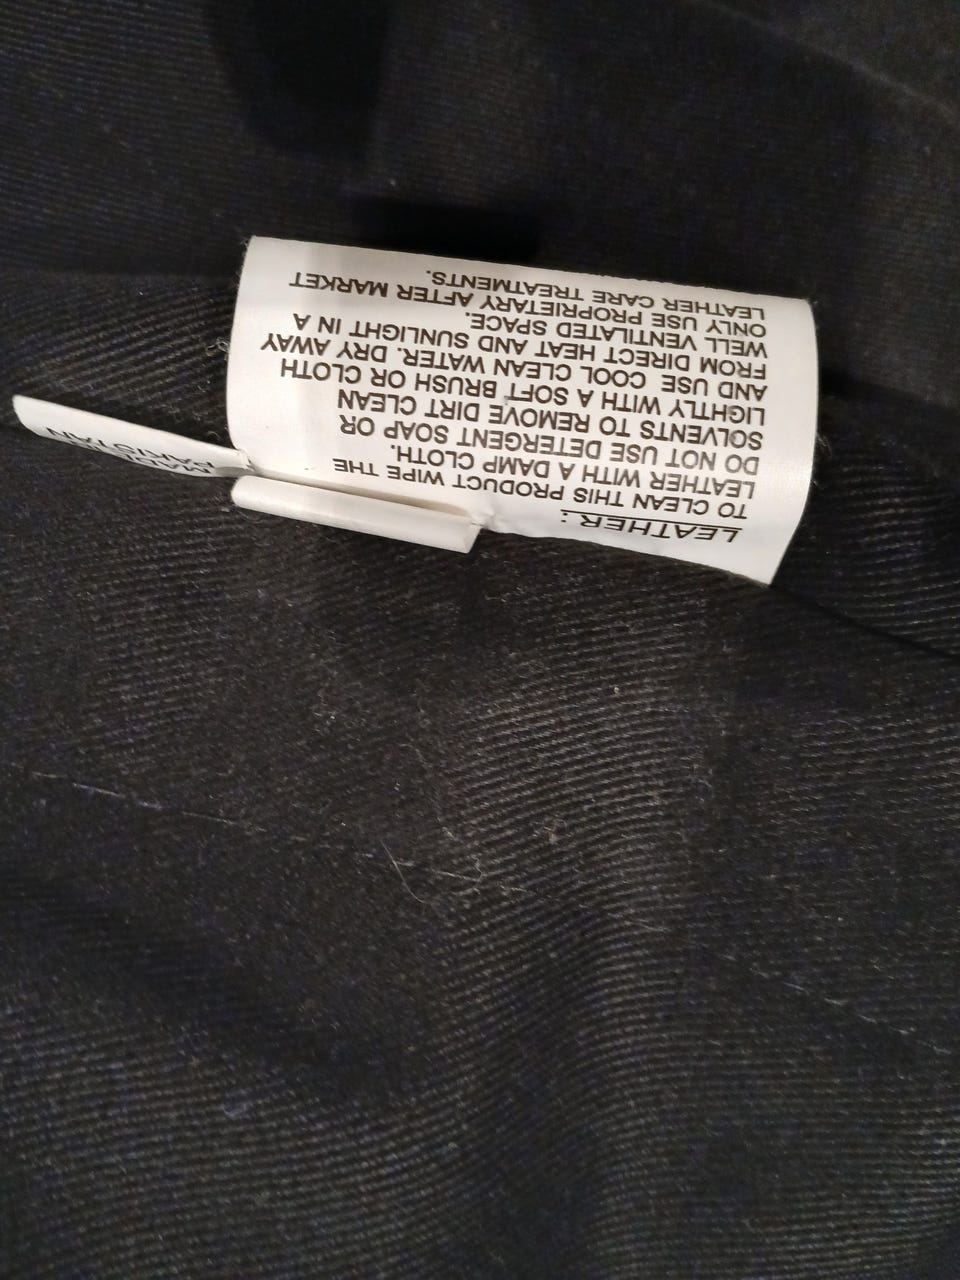 LEATHER:
TO CLEAN THIS PRODUCT WIPE THE
LEATHER WITH A DAMP CLOTH.
DO NOT USE DETERGENT SOAP OR
SOLVENTS TO REMOVE DIRT CLEAN
LIGHTLY WITH A SOFT BRUSH OR CLOTH
AND USE COOL CLEAN WATER. DRY AWAY
FROM DIRECT HEAT AND SUNLIGHT IN A
WELL VENTILATED SPACE.
ONLY USE PROPRIETARY AFTER MARKET
LEATHER CARE TREATMENTS.
MADE IN
PAKISTAN